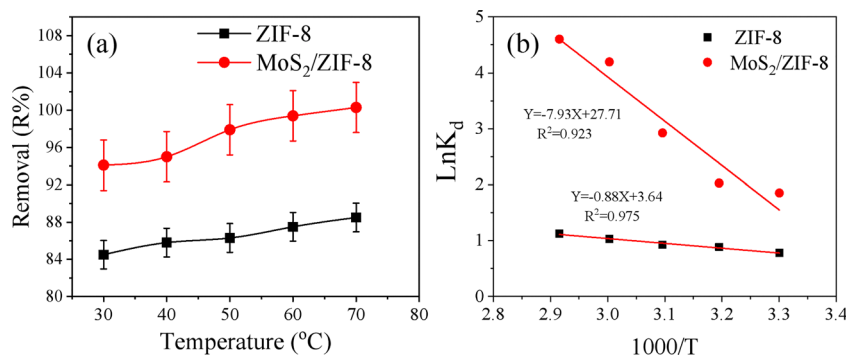 (a)
ZIF-8
MoS₂/ZIF-8
Removal (R%)
108
104
100
96
92
88
84
80
30 40 50 60 70 80
Temperature (°C)
(b)
ZIF-8
MoS₂/ZIF-8
LnK_d
5
4
3
2
1
0
Y=-7.93X+27.71
R²=0.923
Y=-0.88X+3.64
R²=0.975
2.8 2.9 3.0 3.1 3.2 3.3 3.4
1000/T